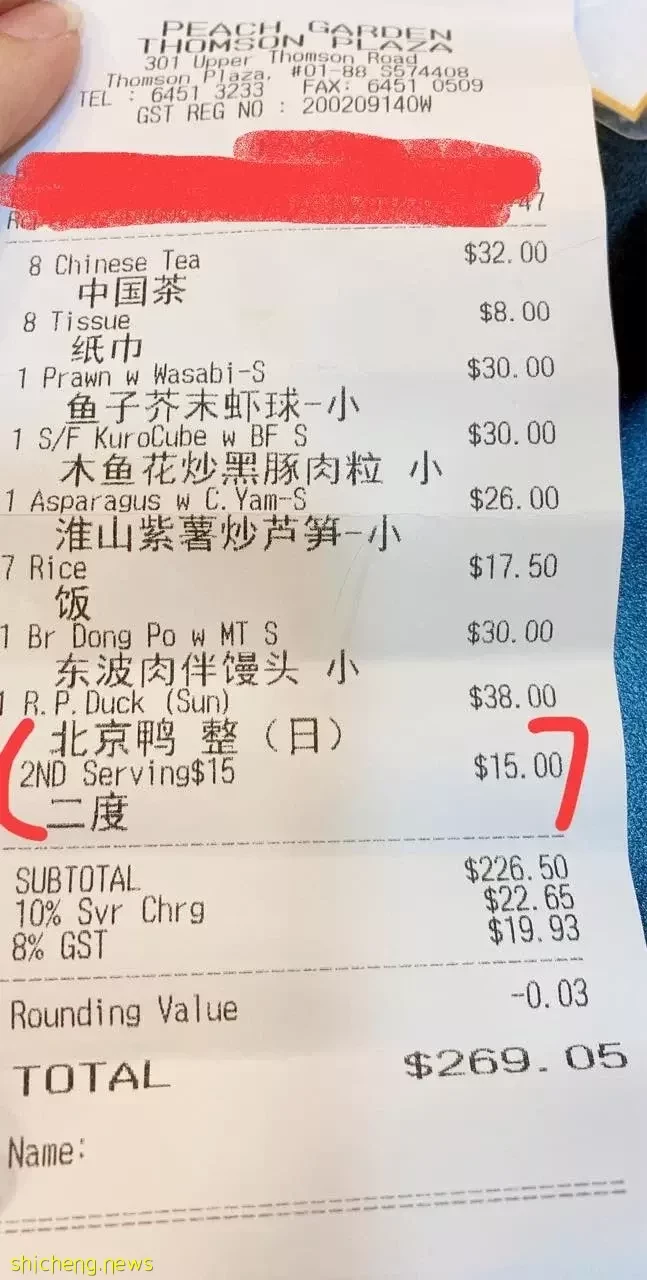 PEACH GARDEN
THOMSON PLAZA
301 Upper Thomson Road
Thomson Plaza, #01-88 S574408
TEL : 6451 3233 FAX: 6451 0509
GST REG NO : 200209140W
47
8 Chinese Tea $32.00
中国茶
8 Tissue $8.00
纸巾
1 Prawn w Wasabi-S $30.00
鱼子芥末虾球-小
1 S/F KuroCube w BF S $30.00
木鱼花炒黑豚肉粒 小
1 Asparagus w C.Yam-S $26.00
淮山紫薯炒芦笋-小
7 Rice $17.50
饭
1 Br Dong Po w MT S $30.00
东波肉伴馒头 小
1 R.P.Duck (Sun) $38.00
北京鸭 整（日）
2ND Serving$15 $15.00
二度
SUBTOTAL $226.50
10% Svr Chrg $22.65
8% GST $19.93
Rounding Value -0.03
TOTAL $269.05
Name:
shicheng.news